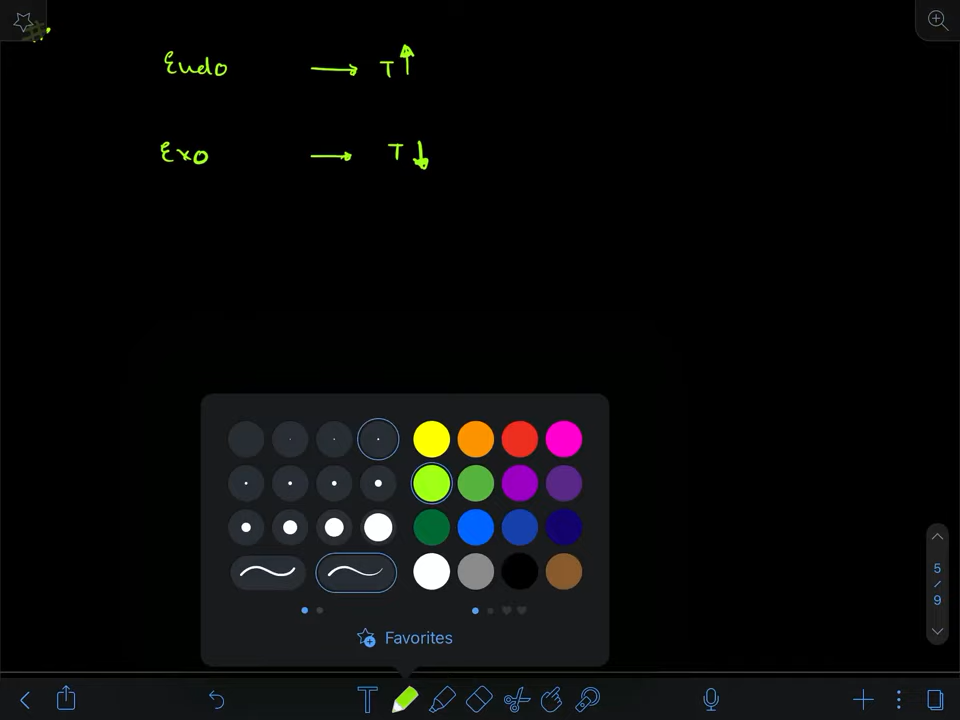 Endo → T ↑
Exo → T ↓
5
/
9
Favorites
T